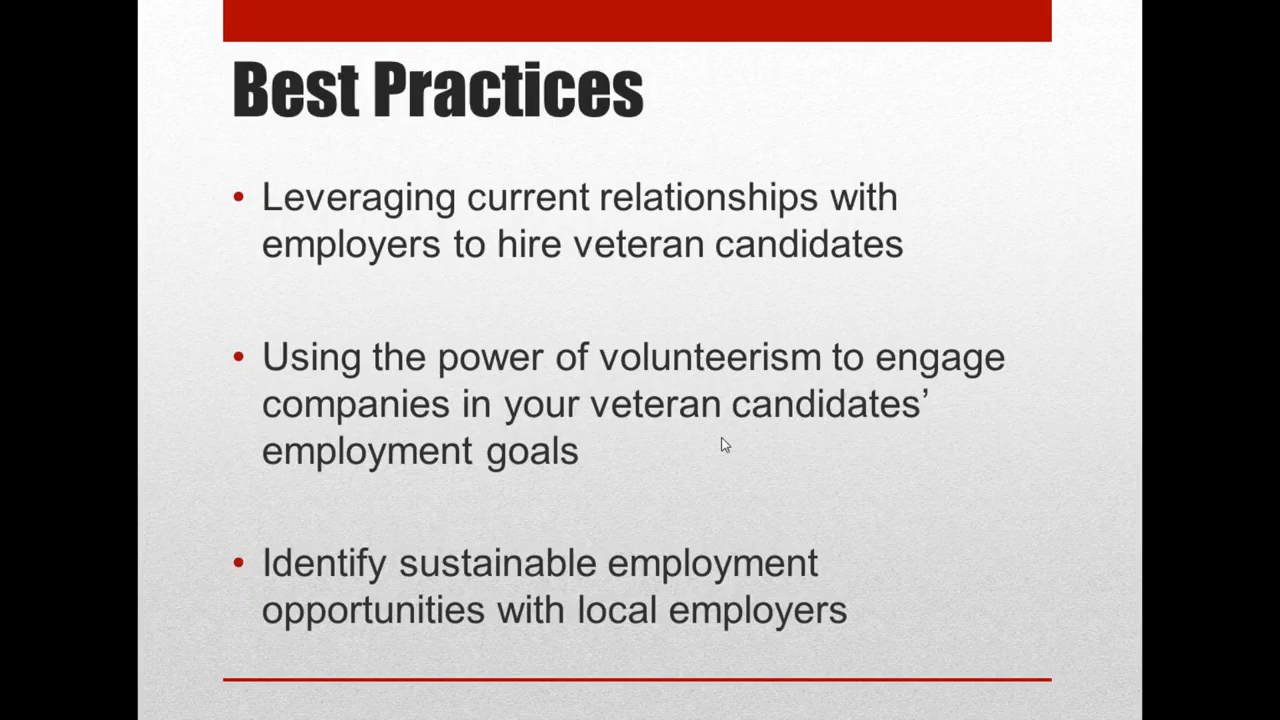 Best Practices
• Leveraging current relationships with
employers to hire veteran candidates
• Using the power of volunteerism to engage
companies in your veteran candidates’
employment goals
• Identify sustainable employment
opportunities with local employers